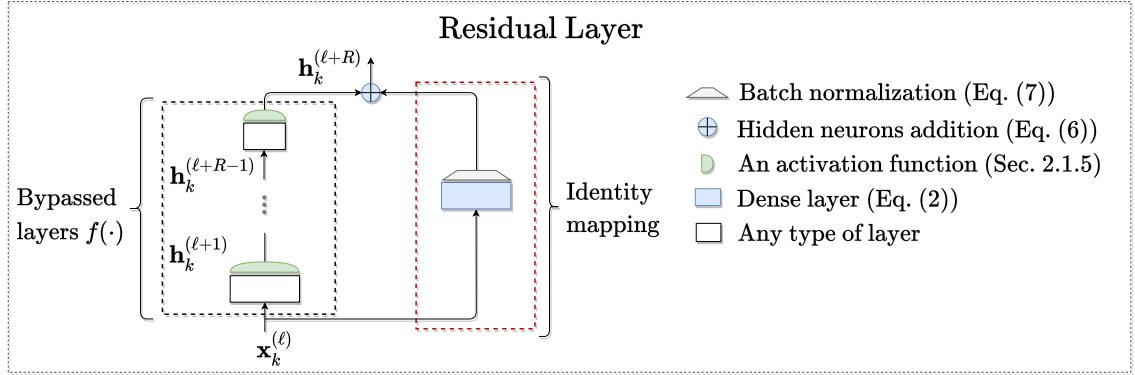 Residual Layer
h_k^{(ℓ+R)}
h_k^{(ℓ+R−1)}
h_k^{(ℓ+1)}
x_k^{(ℓ)}
Bypassed
layers f(·)
Identity
mapping
Batch normalization (Eq. (7))
Hidden neurons addition (Eq. (6))
An activation function (Sec. 2.1.5)
Dense layer (Eq. (2))
Any type of layer